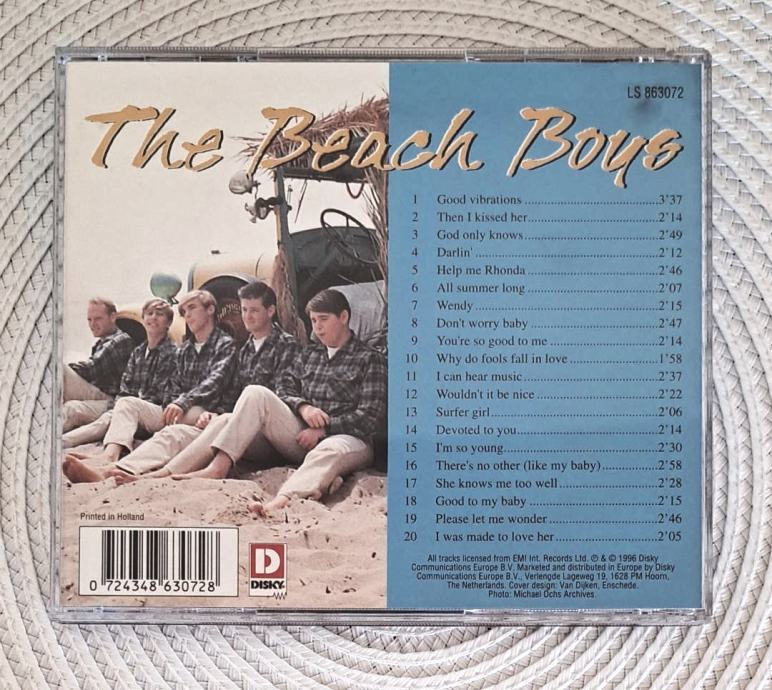 LS 863072
The Beach Boys
1 Good vibrations ........................3'37
2 Then I kissed her........................2'14
3 God only knows........................2'49
4 Darlin' ........................2'12
5 Help me Rhonda ........................2'46
6 All summer long ........................2'07
7 Wendy ........................2'15
8 Don't worry baby ........................2'47
9 You're so good to me ........................2'14
10 Why do fools fall in love ........................1'58
11 I can hear music........................2'37
12 Wouldn't it be nice ........................2'22
13 Surfer girl........................2'06
14 Devoted to you........................2'14
15 I'm so young........................2'30
16 There's no other (like my baby)........................2'58
17 She knows me too well ........................2'28
18 Good to my baby ........................2'15
19 Please let me wonder ........................2'46
20 I was made to love her........................2'05
Printed in Holland
0 724348 630728
D
DISKY
All tracks licensed from EMI Int. Records Ltd. ℗ & © 1996 Disky
Communications Europe B.V. Marketed and distributed in Europe by Disky
Communications Europe B.V., Verlengde Lageweg 19, 1628 PM Hoorn,
The Netherlands. Cover design: Van Dijken, Enschede.
Photo: Michael Ochs Archives.